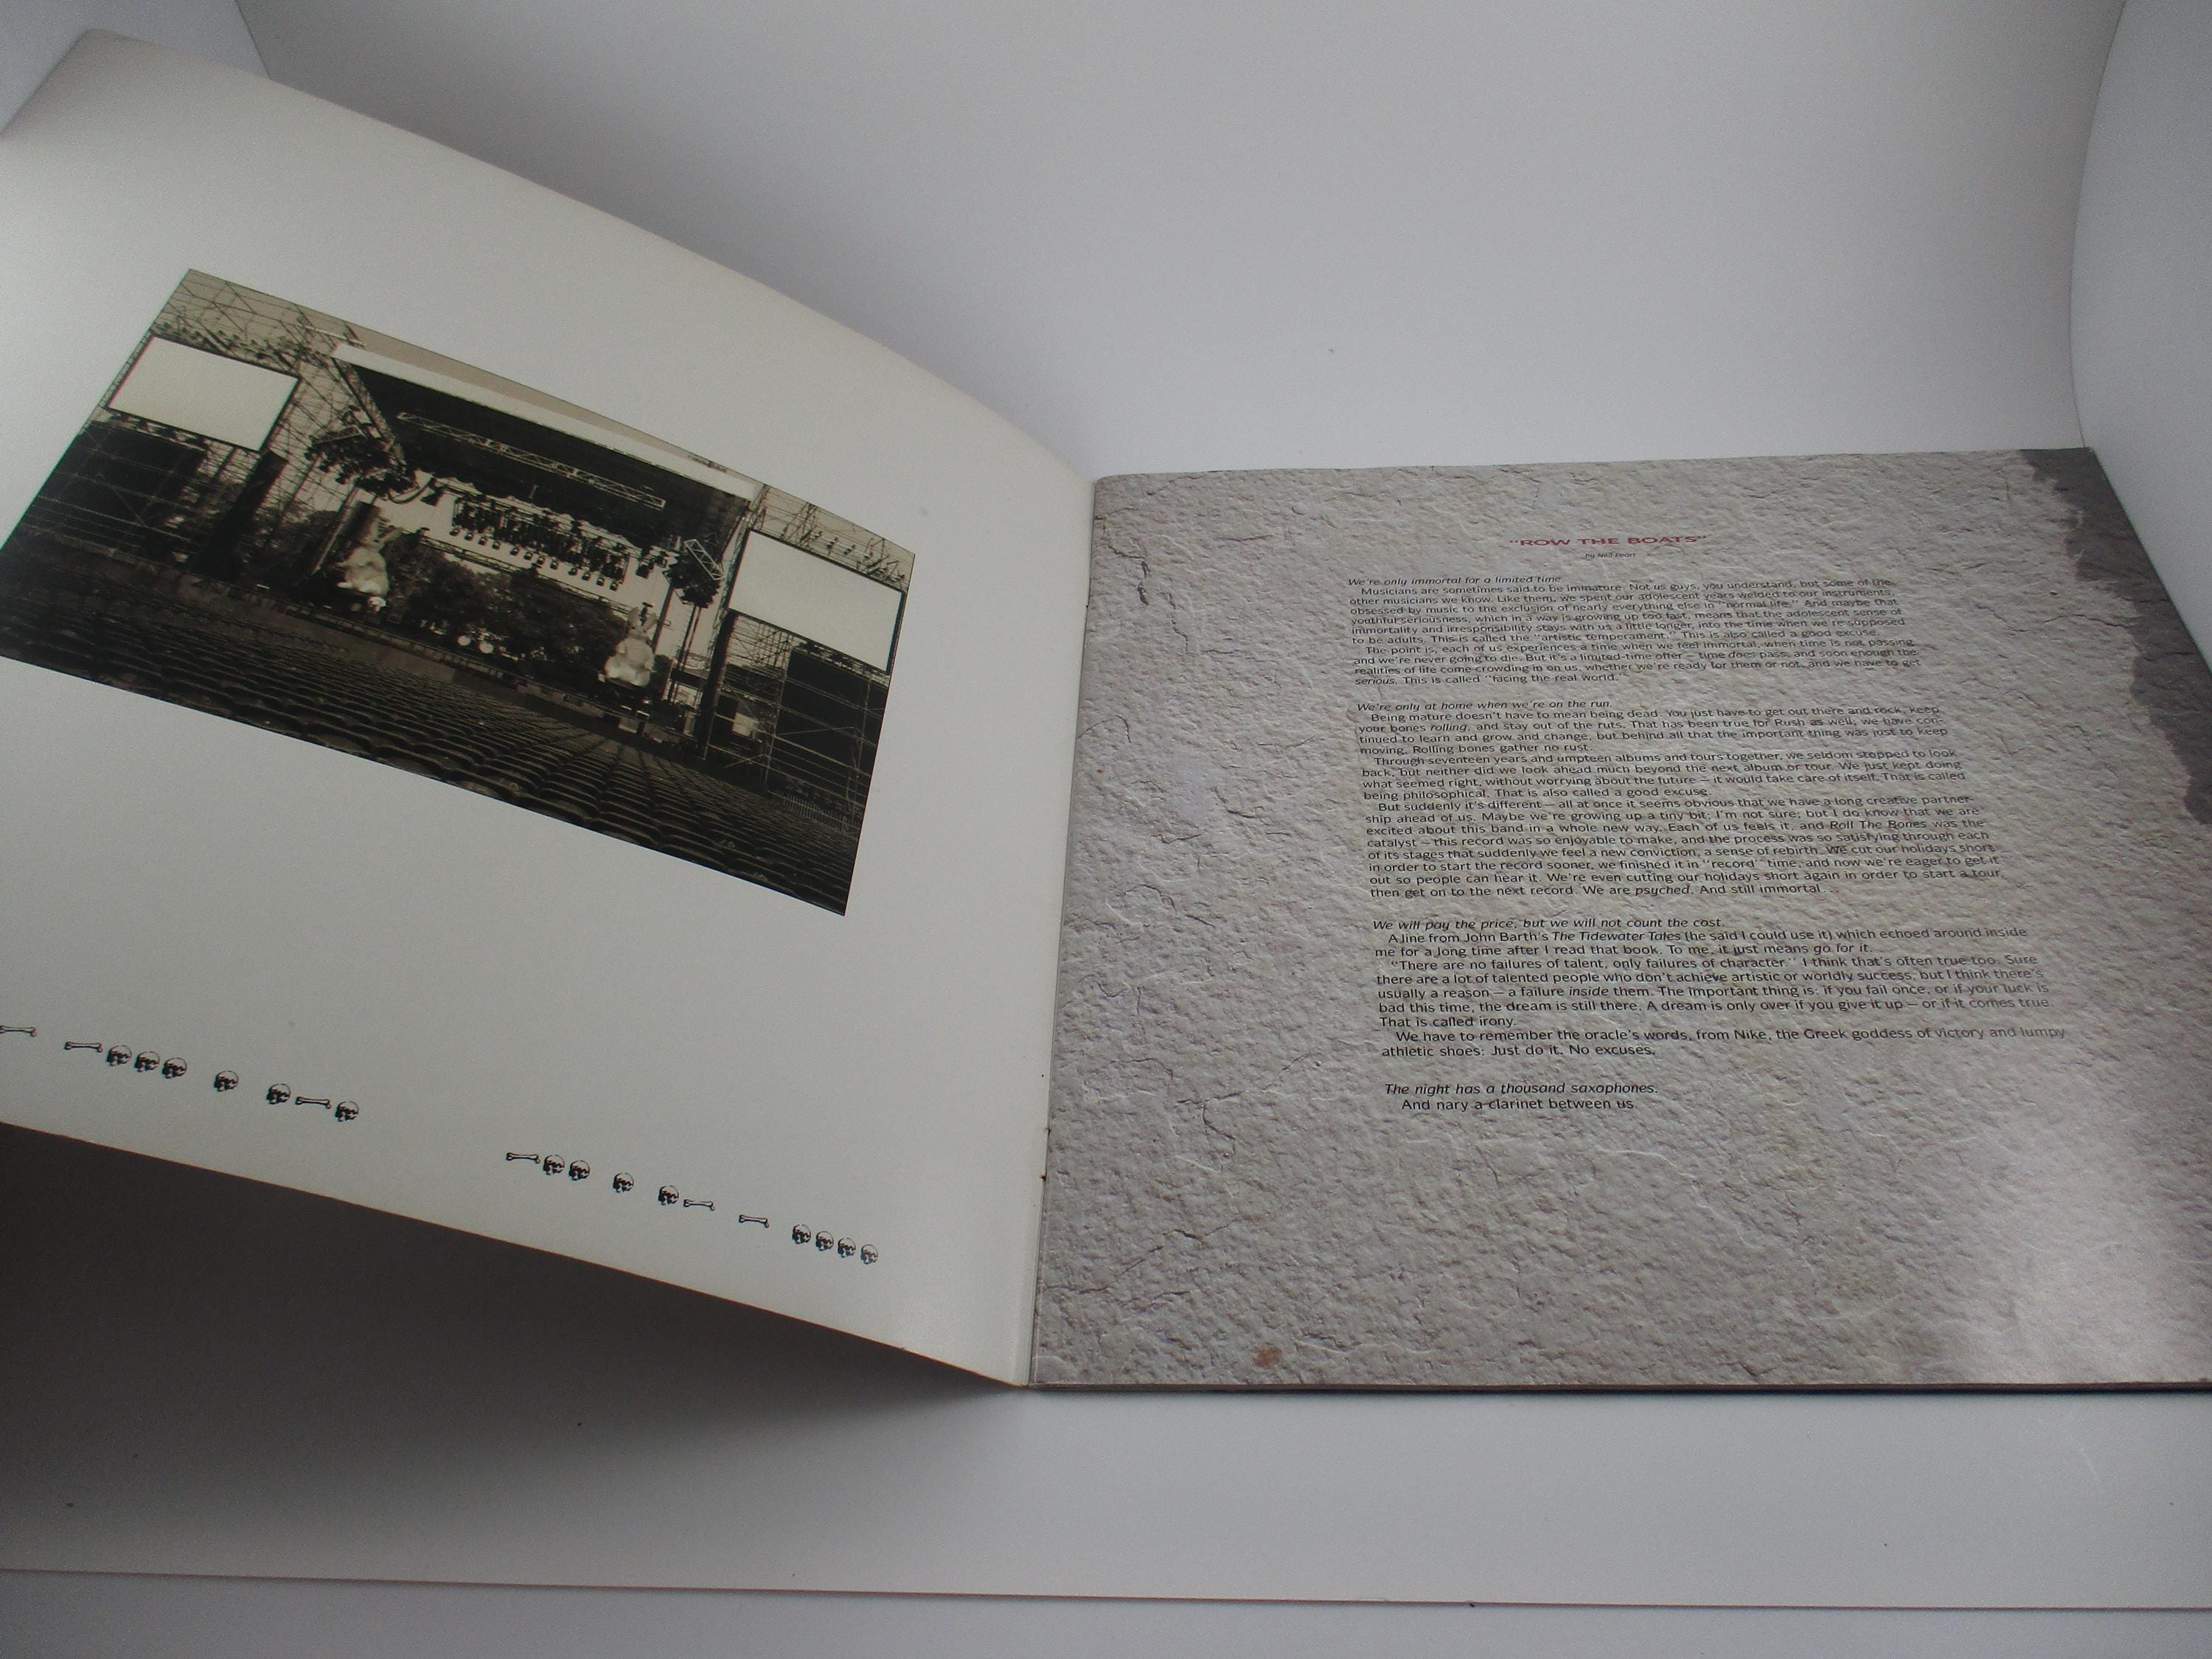 "ROW THE BOATS"
by Neil Peart
We're only immortal for a limited time.
Musicians are sometimes said to be immature. Not us guys, you understand, but some of the
other musicians we know. Like them, we spent our adolescent years welded to our instruments,
obsessed by music to the exclusion of nearly everything else in "normal life." And maybe that
youthful seriousness, which in a way is growing up too fast, means that the adolescent sense of
immortality and irresponsibility stays with us a little longer, into the time when we're supposed
to be adults. This is called the "artistic temperament." This is also called a good excuse.
The point is, each of us experiences a time when we feel immortal, when time is not passing,
and we're never going to die. But it's a limited-time offer — time does pass, and soon enough the
realities of life come crowding in on us, whether we're ready for them or not, and we have to get
serious. This is called "facing the real world."
We're only at home when we're on the run.
Being mature doesn't have to mean being dead. You just have to get out there and rock, keep
your bones rolling, and stay out of the ruts. That has been true for Rush as well; we have con-
tinued to learn and grow and change, but behind all that the important thing was just to keep
moving. Rolling bones gather no rust.
Through seventeen years and umpteen albums and tours together, we seldom stopped to look
back, but neither did we look ahead much beyond the next album or tour. We just kept doing
what seemed right, without worrying about the future — it would take care of itself. That is called
being philosophical. That is also called a good excuse.
But suddenly it's different — all at once it seems obvious that we have a long creative partner-
ship ahead of us. Maybe we're growing up a tiny bit; I'm not sure; but I do know that we are
excited about this band in a whole new way. Each of us feels it, and Roll The Bones was the
catalyst — this record was so enjoyable to make, and the process was so satisfying through each
of its stages that suddenly we feel a new conviction, a sense of rebirth. We cut our holidays short
in order to start the record sooner, we finished it in "record" time, and now we're eager to get it
out so people can hear it. We're even cutting our holidays short again in order to start a tour,
then get on to the next record. We are psyched. And still immortal...
We will pay the price, but we will not count the cost.
A line from John Barth's The Tidewater Tales (he said I could use it) which echoed around inside
me for a long time after I read that book. To me, it just means go for it.
"There are no failures of talent, only failures of character." I think that's often true too. Sure
there are a lot of talented people who don't achieve artistic or worldly success, but I think there's
usually a reason — a failure inside them. The important thing is: if you fail once, or if your luck is
bad this time, the dream is still there. A dream is only over if you give it up — or if it comes true.
That is called irony.
We have to remember the oracle's words, from Nike, the Greek goddess of victory and lumpy
athletic shoes: Just do it. No excuses.
The night has a thousand saxophones.
And nary a clarinet between us.